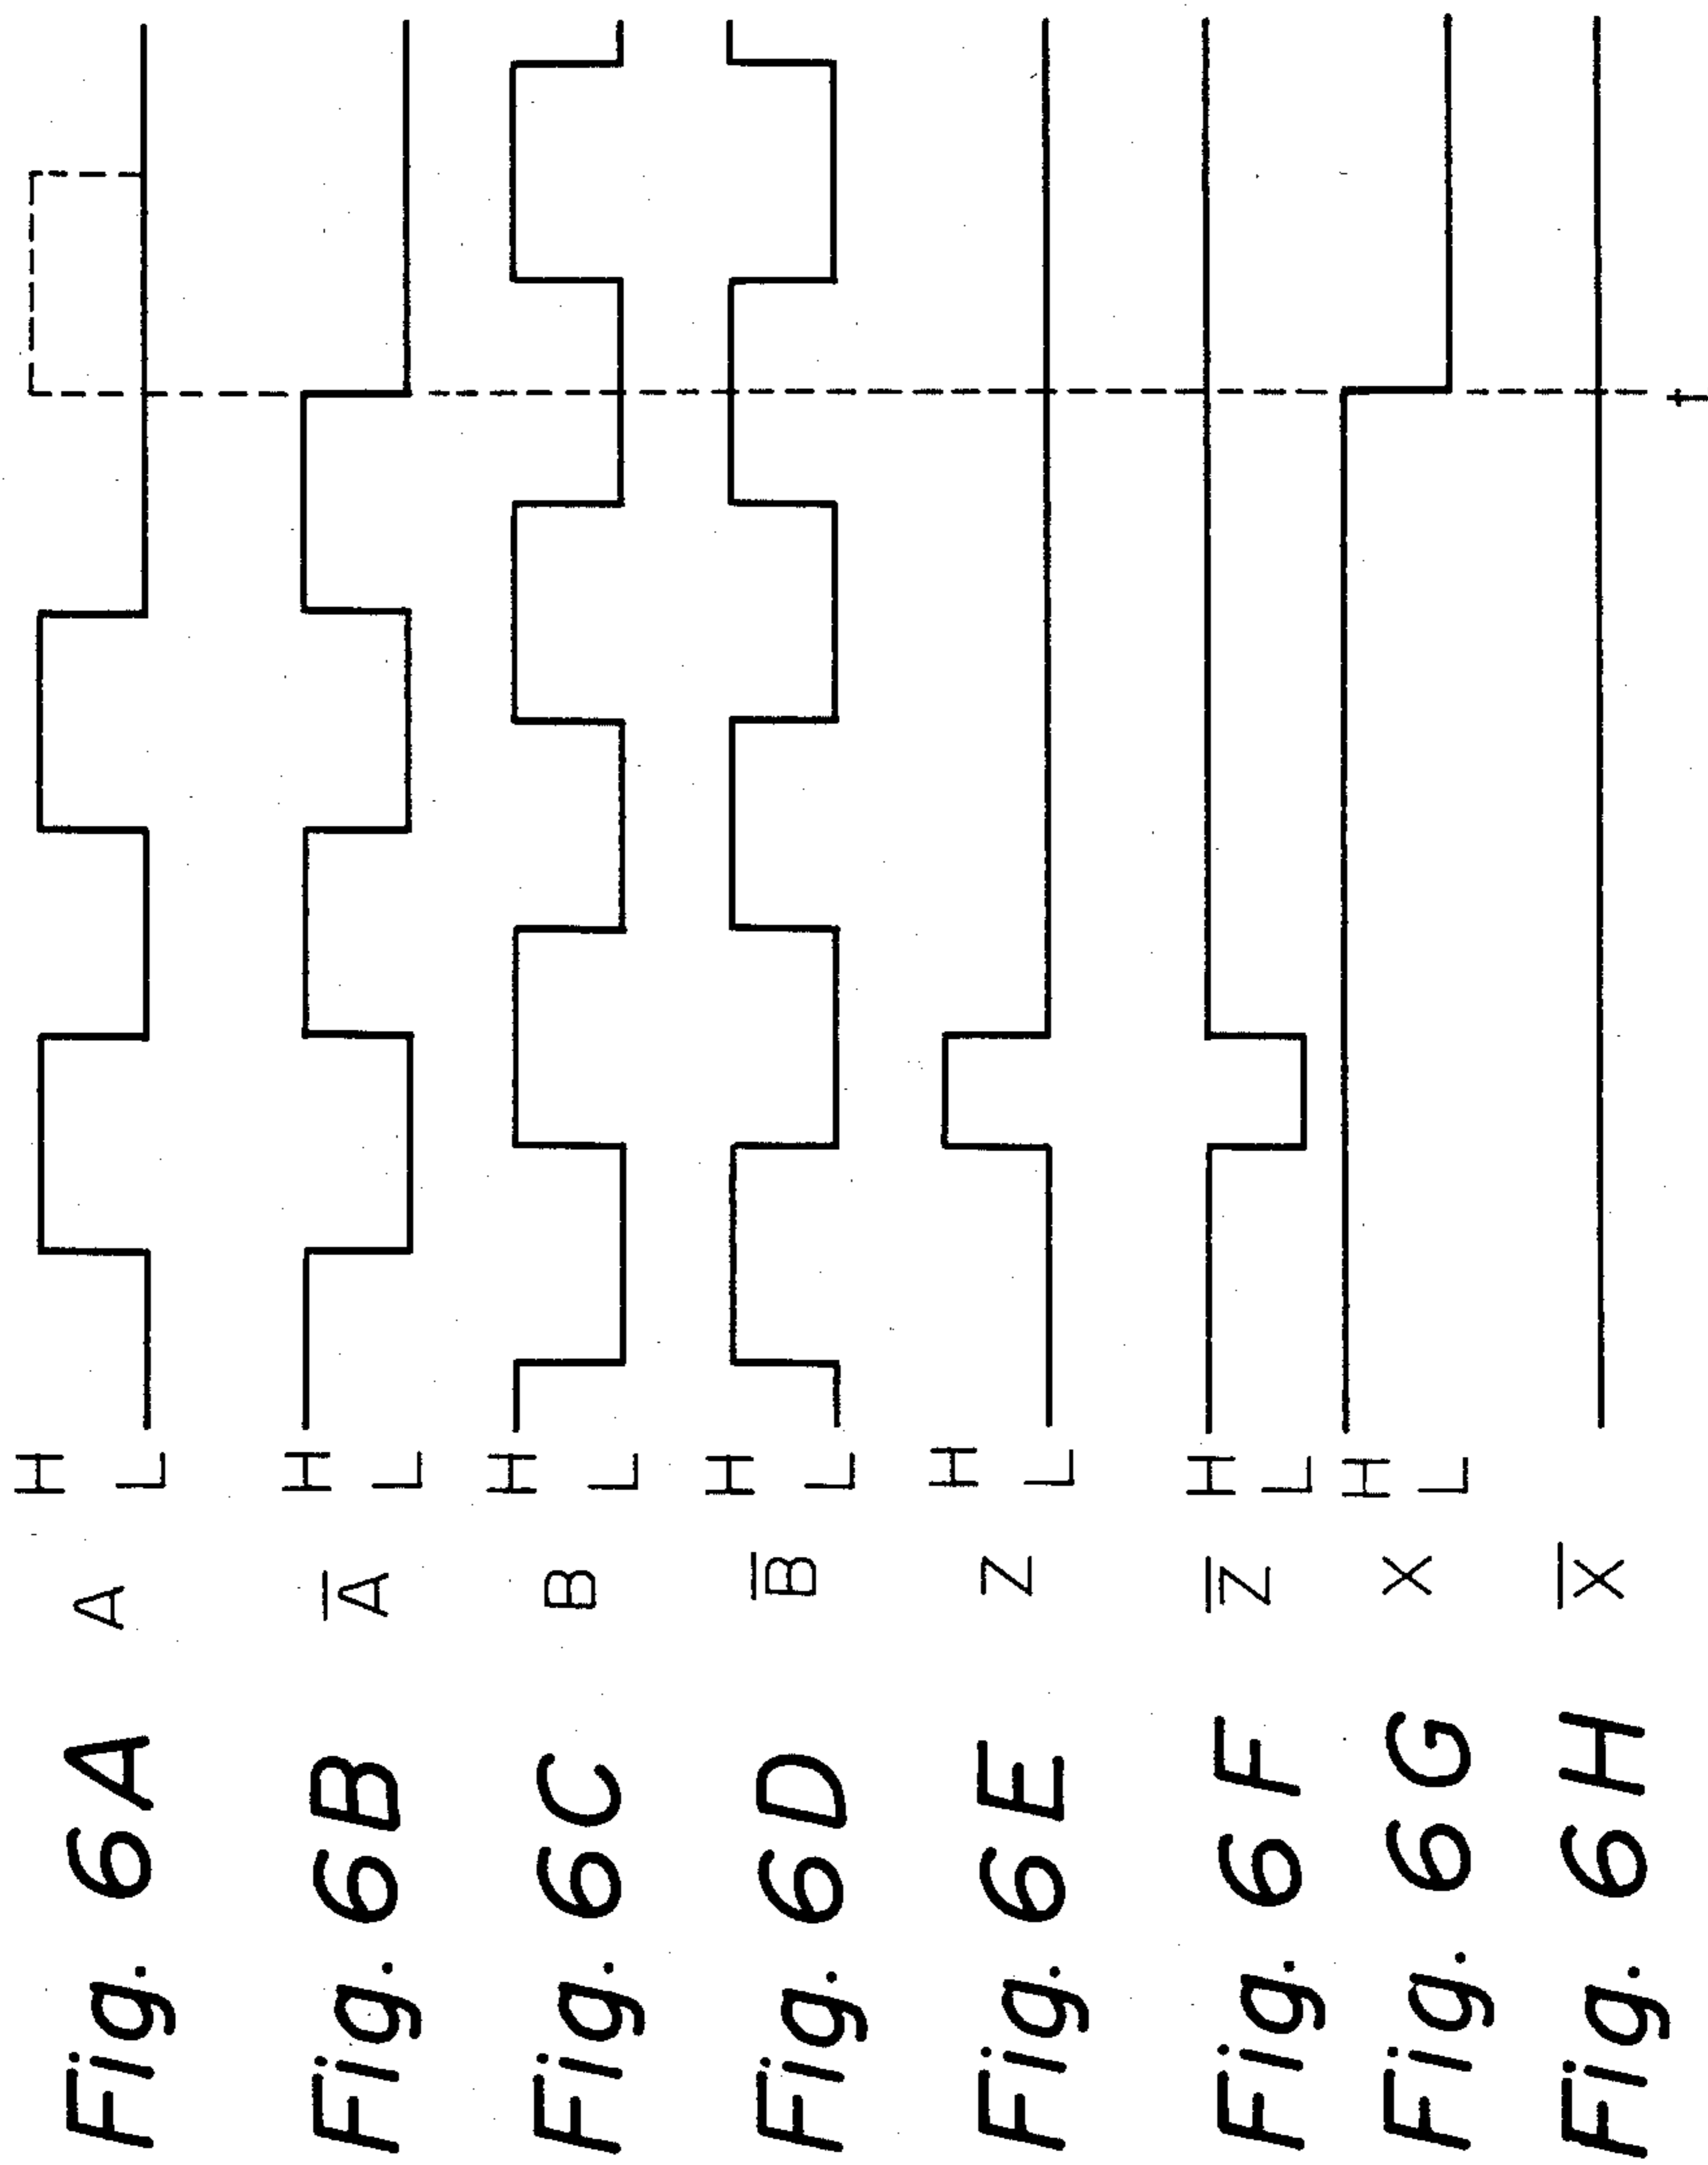 Fig. 6A A H L
Fig. 6B A̅ H L
Fig. 6C B H L
Fig. 6D B̅ H L
Fig. 6E Z H L
Fig. 6F Z̅ H L
Fig. 6G X H L
Fig. 6H X̅
t